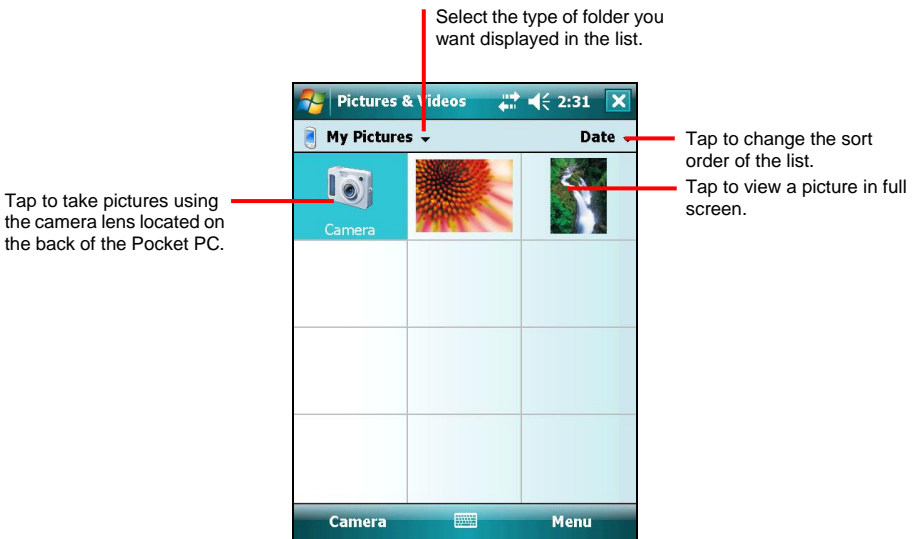 Select the type of folder you
want displayed in the list.
Pictures & Videos 2:31
My Pictures Date
Tap to change the sort
order of the list.
Tap to view a picture in full
screen.
Tap to take pictures using
the camera lens located on
the back of the Pocket PC.
Camera
Camera Menu